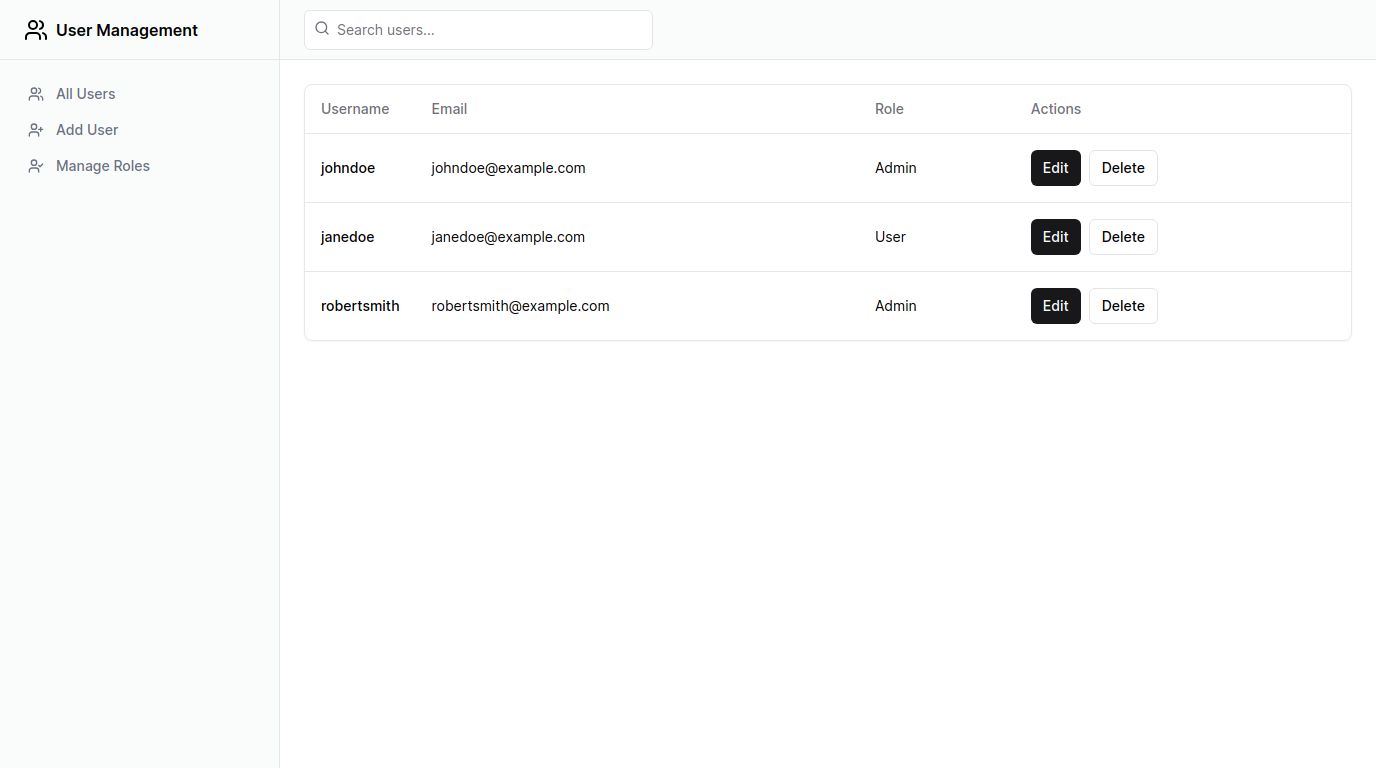 User Management
Search users...
All Users
Add User
Manage Roles
Username Email Role Actions
johndoe johndoe@example.com Admin Edit Delete
janedoe janedoe@example.com User Edit Delete
robertsmith robertsmith@example.com Admin Edit Delete